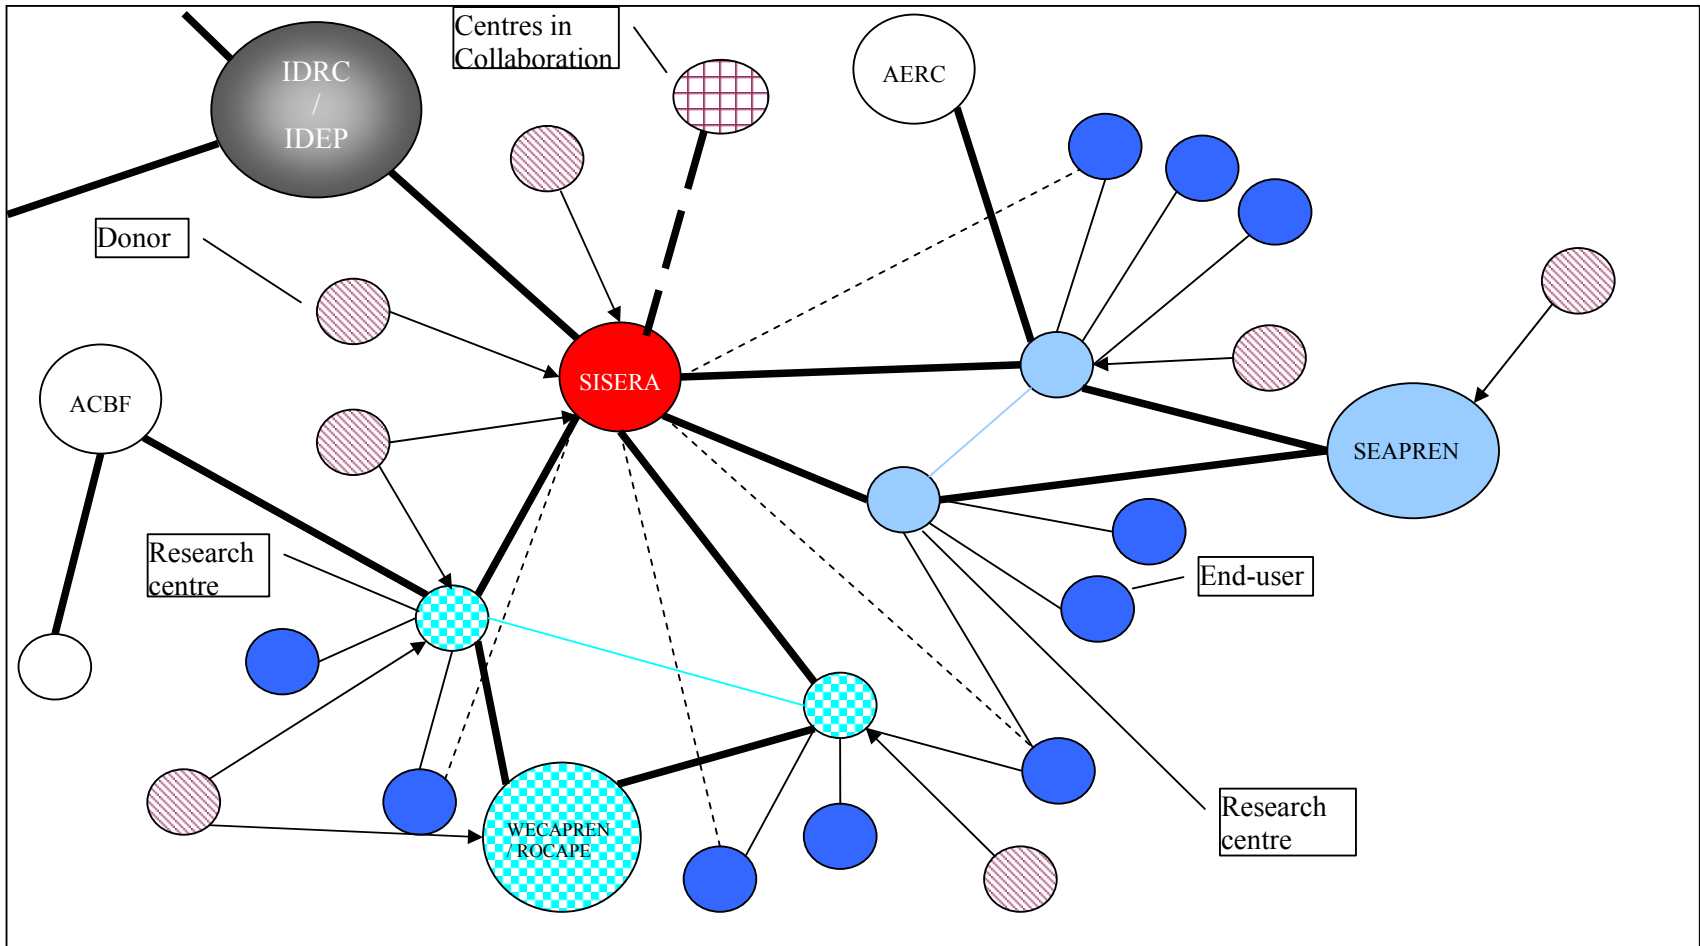 Centres in
Collaboration
IDRC
/
IDEP
AERC
Donor
SISERA
ACBF
SEAPREN
Research
centre
End-user
Research
centre
WECAPREN
/ ROCAPE